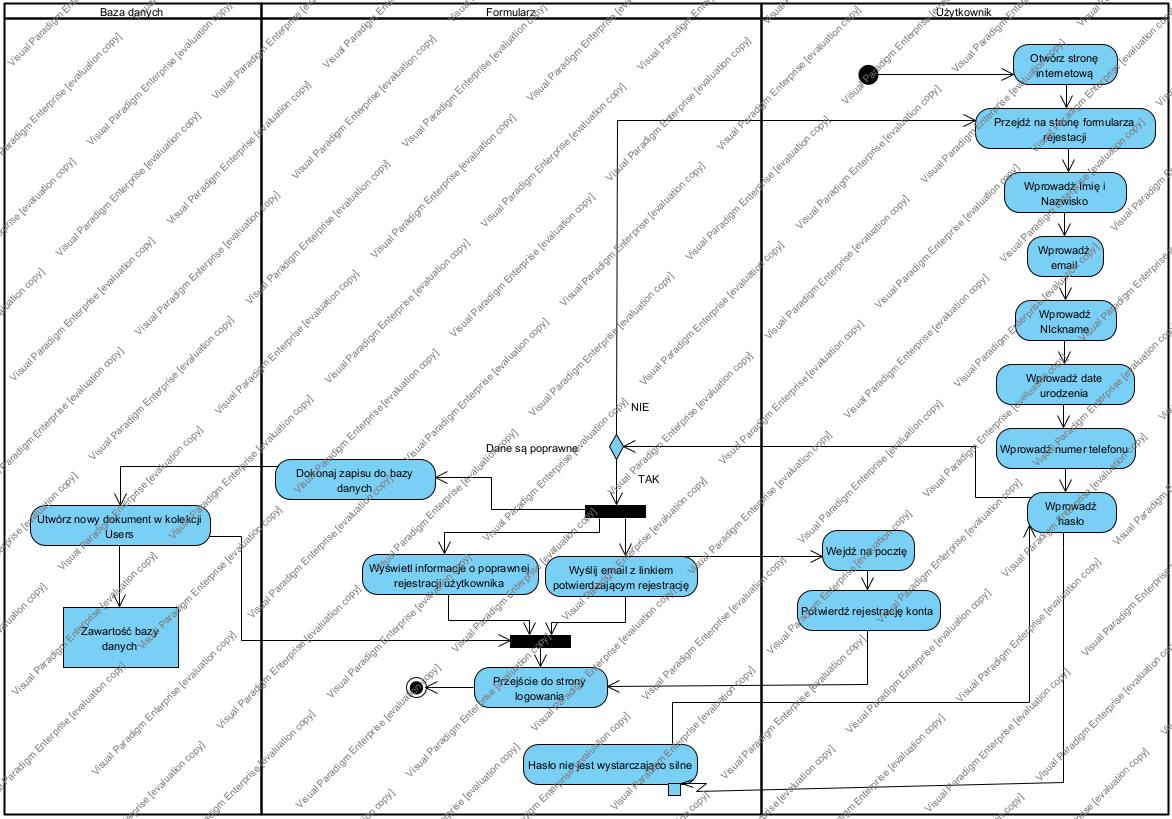 Baza danych
Formularz
Użytkownik
Otwórz stronę
internetową
Przejdź na stronę formularza
rejestacji
Wprowadź Imię i
Nazwisko
Wprowadź
email
Wprowadź
NIckname
Wprowadź date
urodzenia
NIE
Wprowadź numer telefonu
Dane są poprawne
TAK
Dokonaj zapisu do bazy
danych
Wprowadź
hasło
Utwórz nowy dokument w kolekcji
Users
Wejdź na pocztę
Wyświetl informacje o poprawnej
rejestracji użytkownika
Wyślij email z linkiem
potwierdzającym rejestrację
Potwierdź rejestrację konta
Zawartość bazy
danych
Przejście do strony
logowania
Hasło nie jest wystarczająco silne
Visual Paradigm Enterprise [evaluation copy]